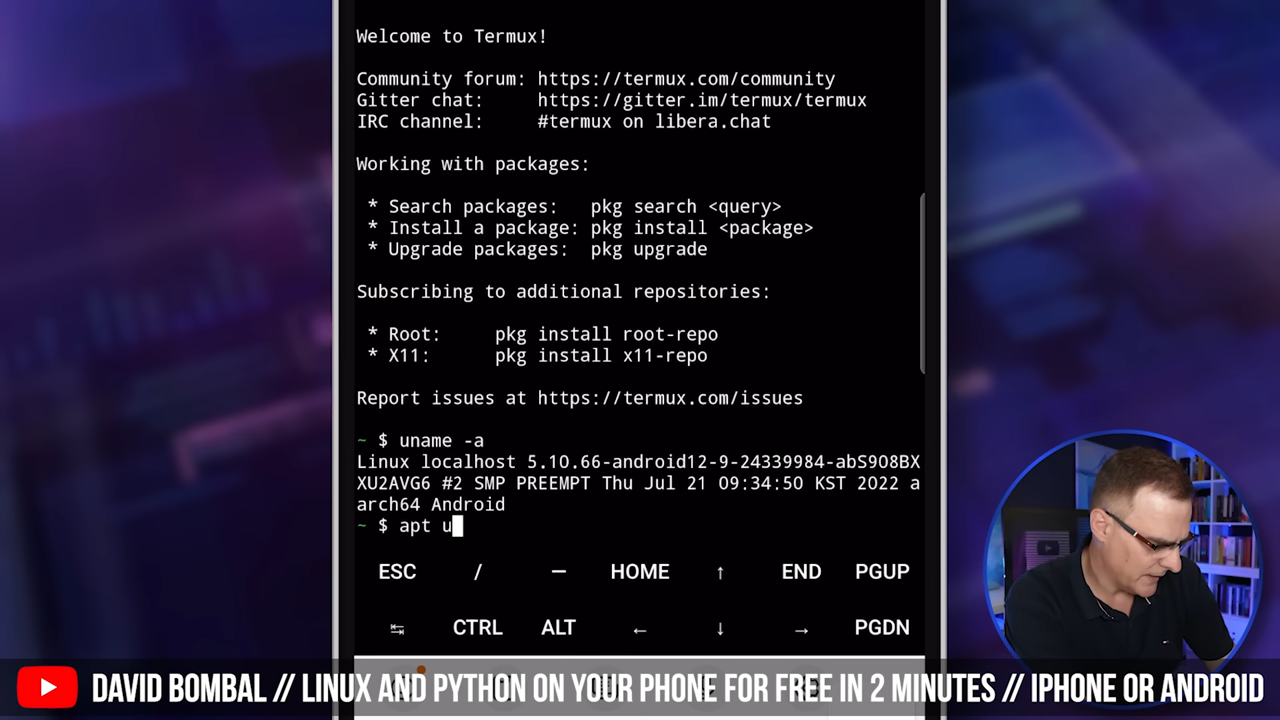 Welcome to Termux!
Community forum: https://termux.com/community
Gitter chat: https://gitter.im/termux/termux
IRC channel: #termux on libera.chat
Working with packages:
* Search packages: pkg search <query>
* Install a package: pkg install <package>
* Upgrade packages: pkg upgrade
Subscribing to additional repositories:
* Root: pkg install root-repo
* X11: pkg install x11-repo
Report issues at https://termux.com/issues
~ $ uname -a
Linux localhost 5.10.66-android12-9-24339984-abS908BX
XU2AVG6 #2 SMP PREEMPT Thu Jul 21 09:34:50 KST 2022 a
arch64 Android
~ $ apt u
ESC / — HOME ↑ END PGUP
↹ CTRL ALT ← ↓ → PGDN
DAVID BOMBAL // LINUX AND PYTHON ON YOUR PHONE FOR FREE IN 2 MINUTES // IPHONE OR ANDROID